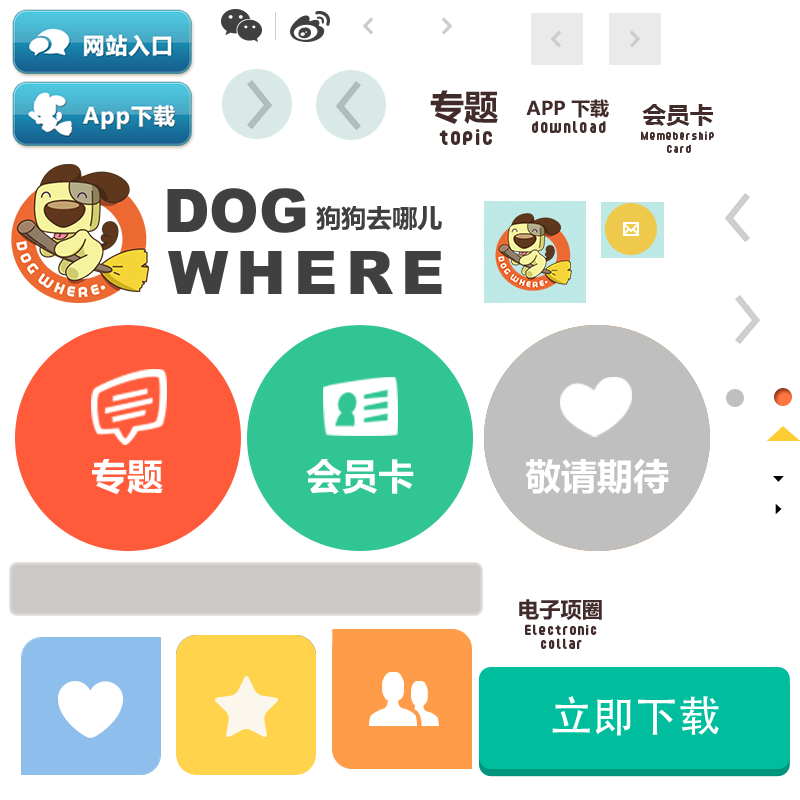 网站入口
App下载
专题
topic
APP 下载
download
会员卡
Memebership
Card
DOG WHERE.
DOG 狗狗去哪儿
WHERE
DOG WHERE.
专题
会员卡
敬请期待
电子项圈
Electronic
collar
立即下载